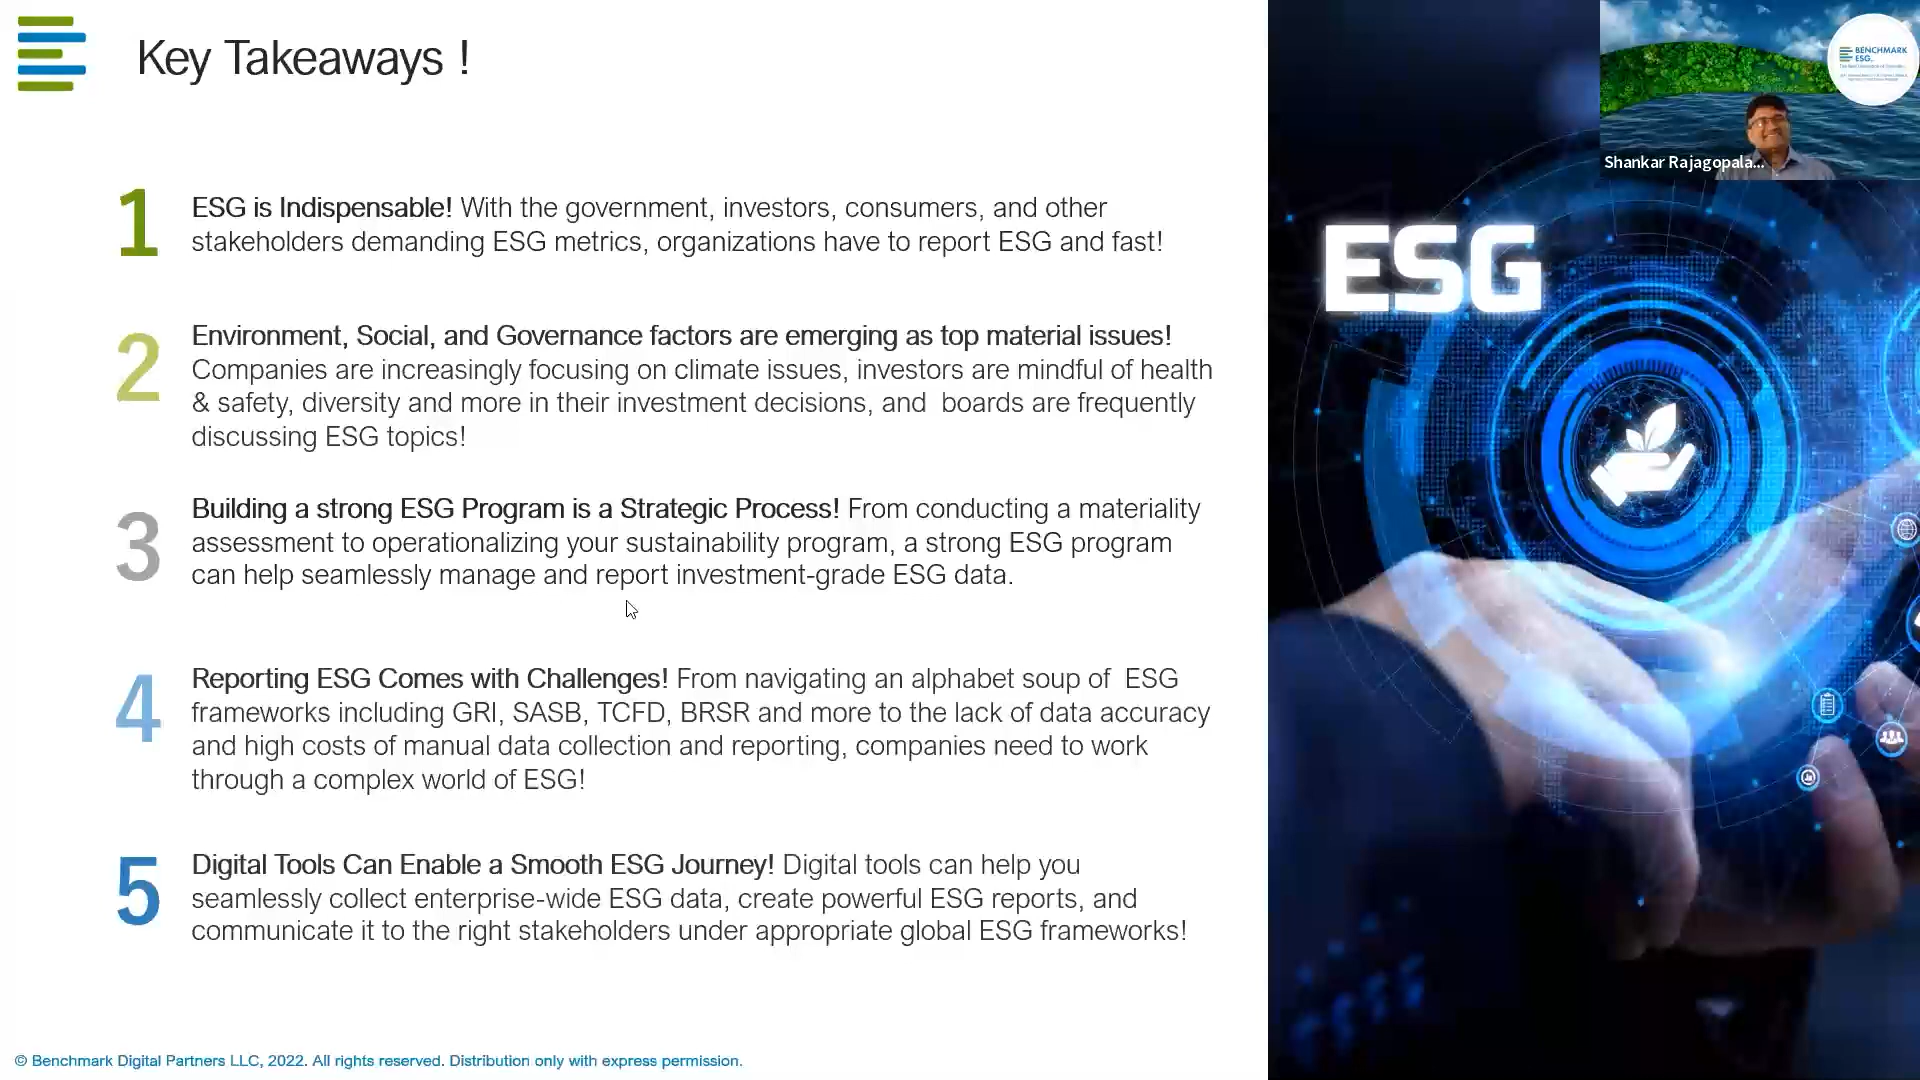 Key Takeaways !
1
ESG is Indispensable! With the government, investors, consumers, and other
stakeholders demanding ESG metrics, organizations have to report ESG and fast!
2
Environment, Social, and Governance factors are emerging as top material issues!
Companies are increasingly focusing on climate issues, investors are mindful of health
& safety, diversity and more in their investment decisions, and boards are frequently
discussing ESG topics!
3
Building a strong ESG Program is a Strategic Process! From conducting a materiality
assessment to operationalizing your sustainability program, a strong ESG program
can help seamlessly manage and report investment-grade ESG data.
4
Reporting ESG Comes with Challenges! From navigating an alphabet soup of ESG
frameworks including GRI, SASB, TCFD, BRSR and more to the lack of data accuracy
and high costs of manual data collection and reporting, companies need to work
through a complex world of ESG!
5
Digital Tools Can Enable a Smooth ESG Journey! Digital tools can help you
seamlessly collect enterprise-wide ESG data, create powerful ESG reports, and
communicate it to the right stakeholders under appropriate global ESG frameworks!
© Benchmark Digital Partners LLC, 2022. All rights reserved. Distribution only with express permission.
BENCHMARK
ESG
Shankar Rajagopala...
ESG